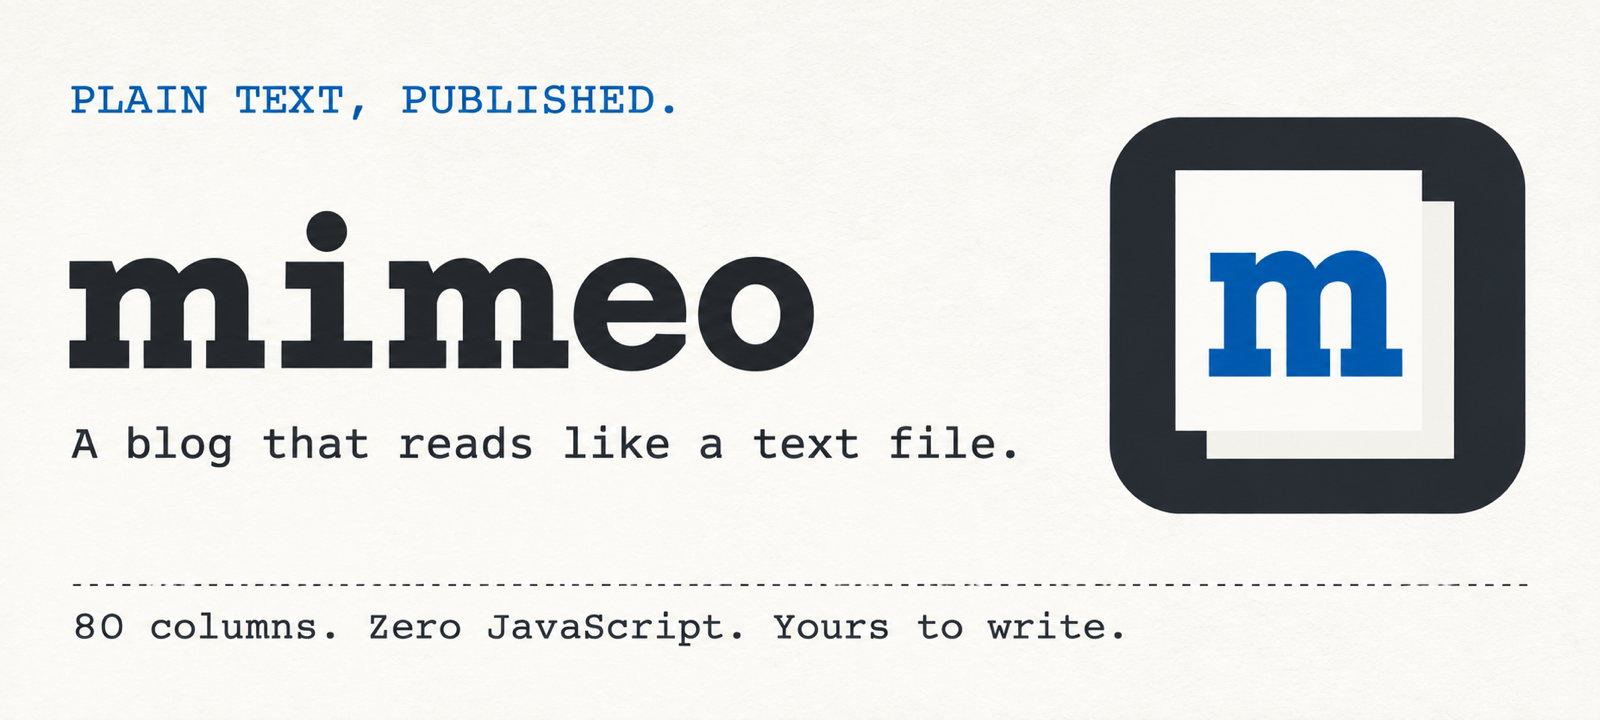 PLAIN TEXT, PUBLISHED.
mimeo
m
A blog that reads like a text file.
80 columns. Zero JavaScript. Yours to write.